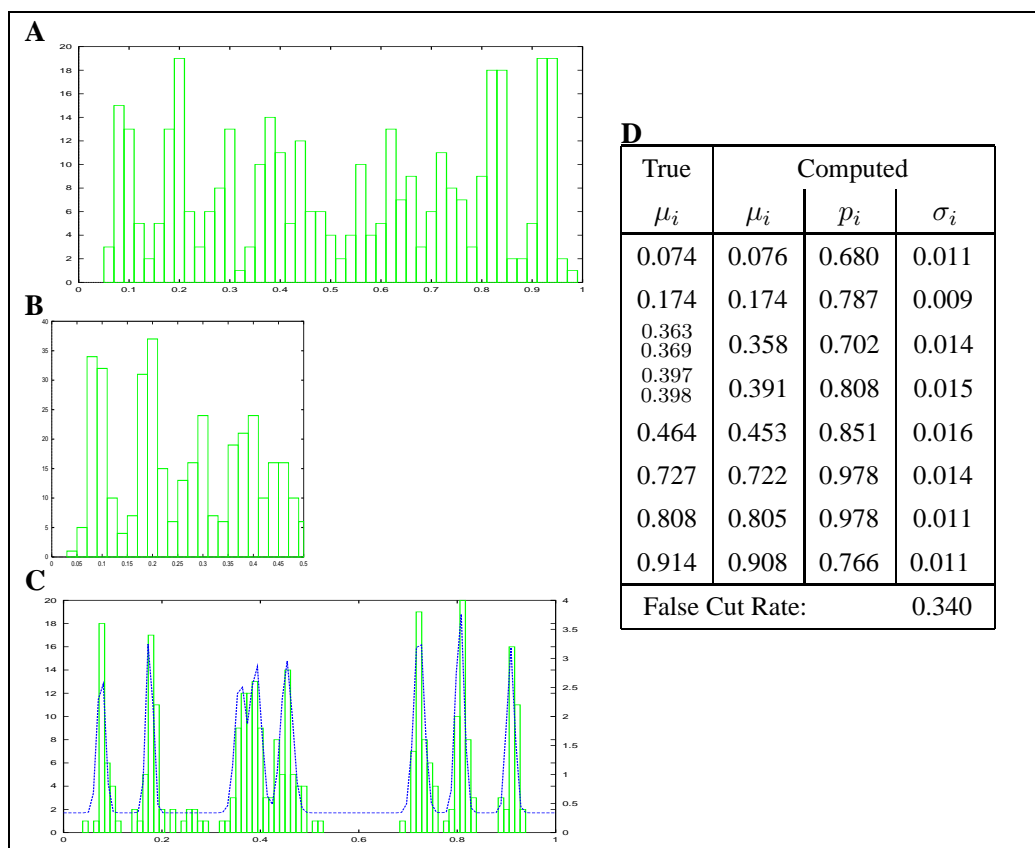 A
20
18
16
14
12
10
8
6
4
2
0
0 0.1 0.2 0.3 0.4 0.5 0.6 0.7 0.8 0.9 1
B
40
35
30
25
20
15
10
5
0
0 0.05 0.1 0.15 0.2 0.25 0.3 0.35 0.4 0.45 0.5
C
20
18
16
14
12
10
8
6
4
2
0
4
3.5
3
2.5
2
1.5
1
0.5
0
0 0.2 0.4 0.6 0.8 1
D
True Computed
μi μi pi σi
0.074 0.076 0.680 0.011
0.174 0.174 0.787 0.009
0.363
0.369 0.358 0.702 0.014
0.397
0.398 0.391 0.808 0.015
0.464 0.453 0.851 0.016
0.727 0.722 0.978 0.014
0.808 0.805 0.978 0.011
0.914 0.908 0.766 0.011
False Cut Rate: 0.340